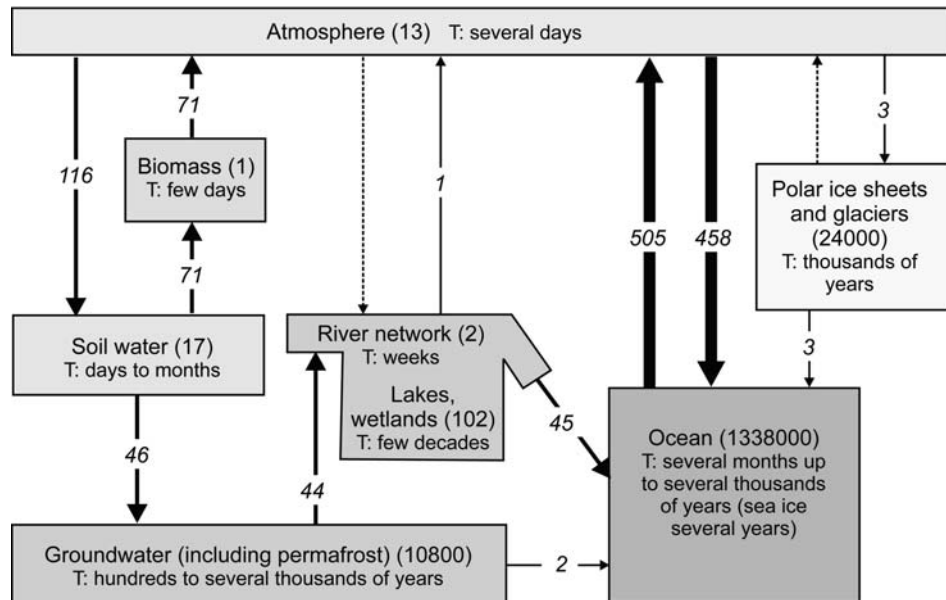 Atmosphere (13) T: several days
71
3
Biomass (1)
T: few days
116
1
Polar ice sheets
and glaciers
(24000)
T: thousands of
years
505
458
71
Soil water (17)
T: days to months
River network (2)
T: weeks
3
Lakes,
wetlands (102)
T: few decades
45
Ocean (1338000)
T: several months up
to several thousands
of years (sea ice
several years)
46
44
Groundwater (including permafrost) (10800)
T: hundreds to several thousands of years
2